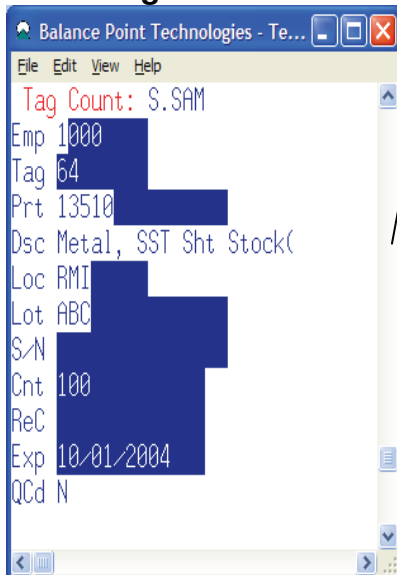 Balance Point Technologies - Te...
File Edit View Help
Tag Count: S.SAM
Emp 1000
Tag 64
Prt 13510
Dsc Metal, SST Sht Stock(
Loc RMI
Lot ABC
S/N
Cnt 100
ReC
Exp 10/01/2004
QCd N